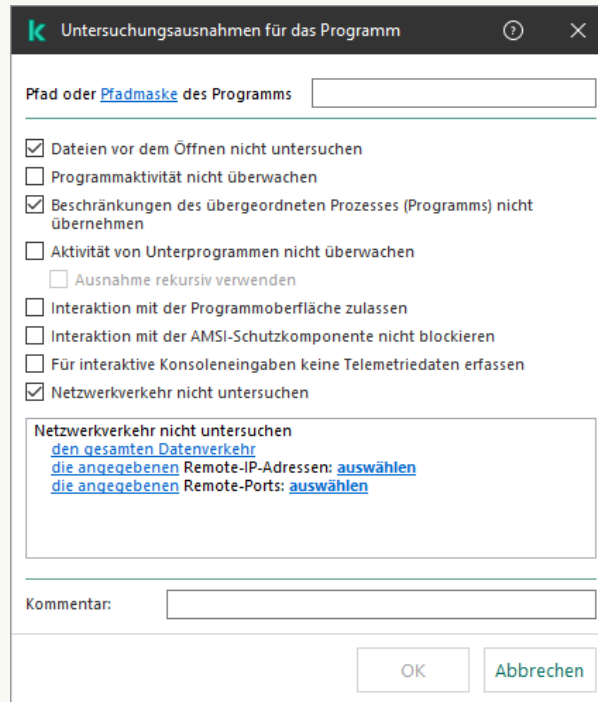 Untersuchungsausnahmen für das Programm
Pfad oder Pfadmaske des Programms
Dateien vor dem Öffnen nicht untersuchen
Programmaktivität nicht überwachen
Beschränkungen des übergeordneten Prozesses (Programms) nicht
übernehmen
Aktivität von Unterprogrammen nicht überwachen
Ausnahme rekursiv verwenden
Interaktion mit der Programmoberfläche zulassen
Interaktion mit der AMSI-Schutzkomponente nicht blockieren
Für interaktive Konsoleneingaben keine Telemetriedaten erfassen
Netzwerkverkehr nicht untersuchen
Netzwerkverkehr nicht untersuchen
den gesamten Datenverkehr
die angegebenen Remote-IP-Adressen: auswählen
die angegebenen Remote-Ports: auswählen
Kommentar:
OK
Abbrechen